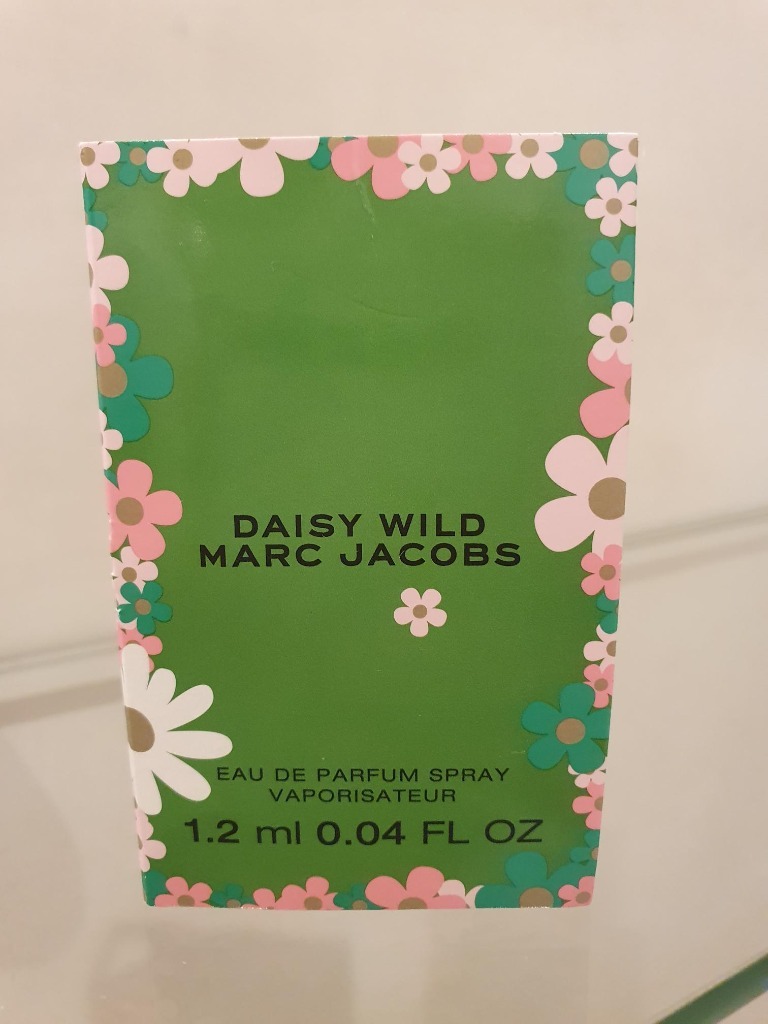 DAISY WILD
MARC JACOBS
EAU DE PARFUM SPRAY
VAPORISATEUR
1.2 ml 0.04 FL OZ